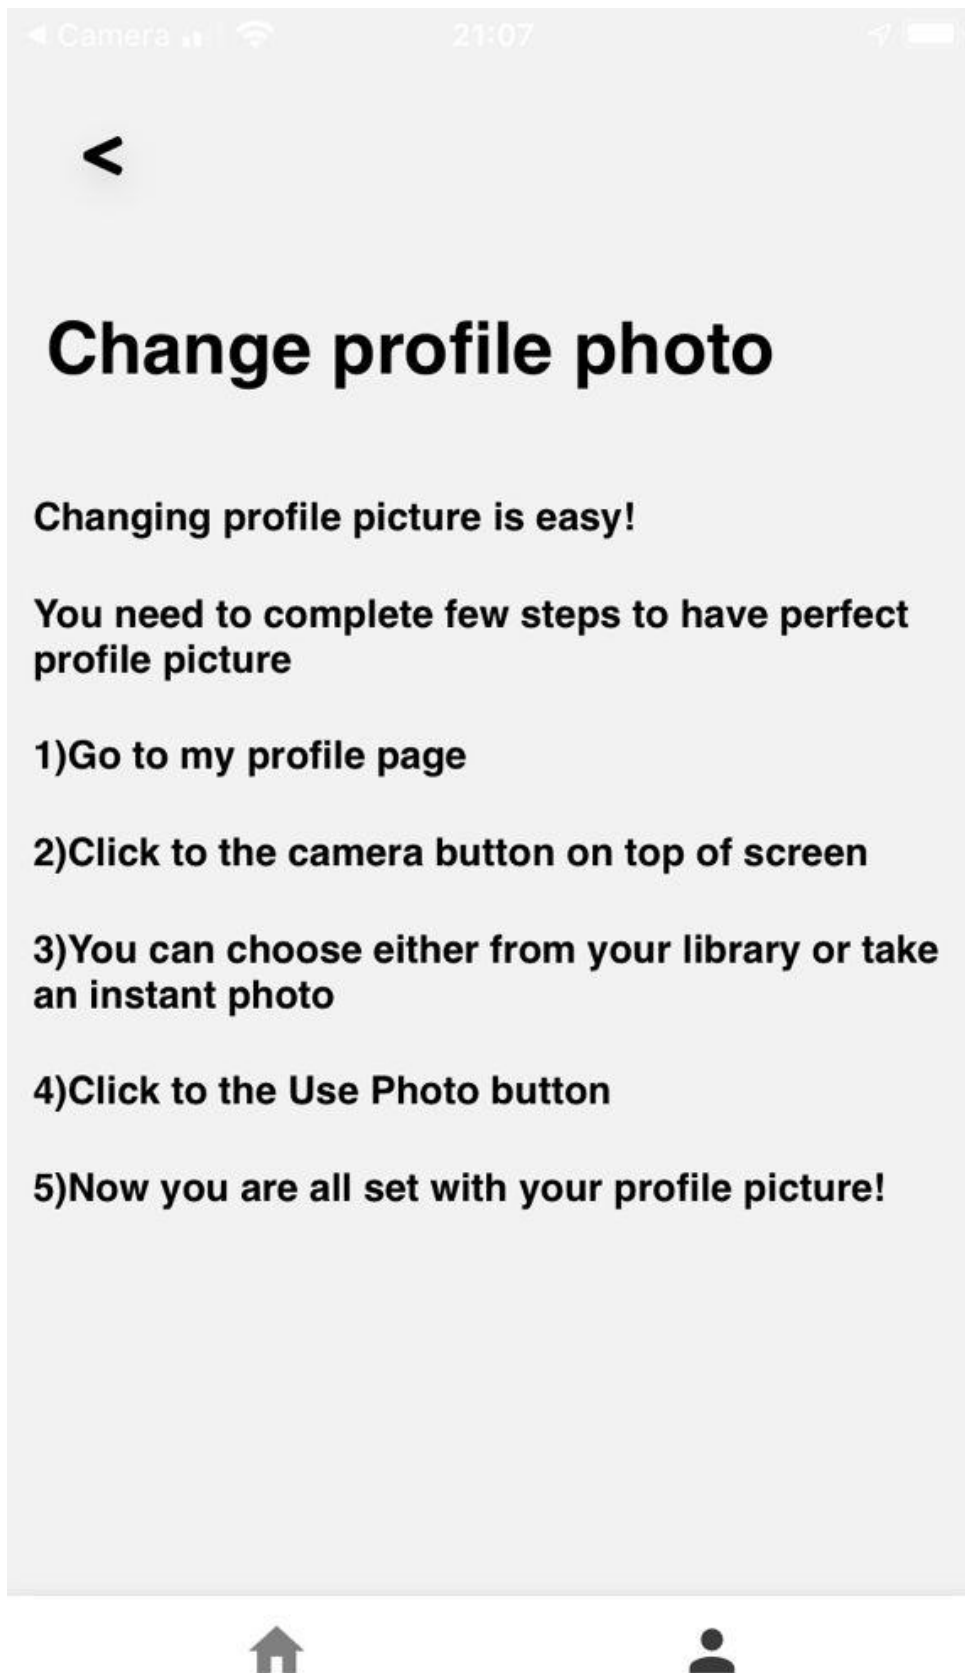 Camera
21:07
<
Change profile photo
Changing profile picture is easy!
You need to complete few steps to have perfect
profile picture
1)Go to my profile page
2)Click to the camera button on top of screen
3)You can choose either from your library or take
an instant photo
4)Click to the Use Photo button
5)Now you are all set with your profile picture!